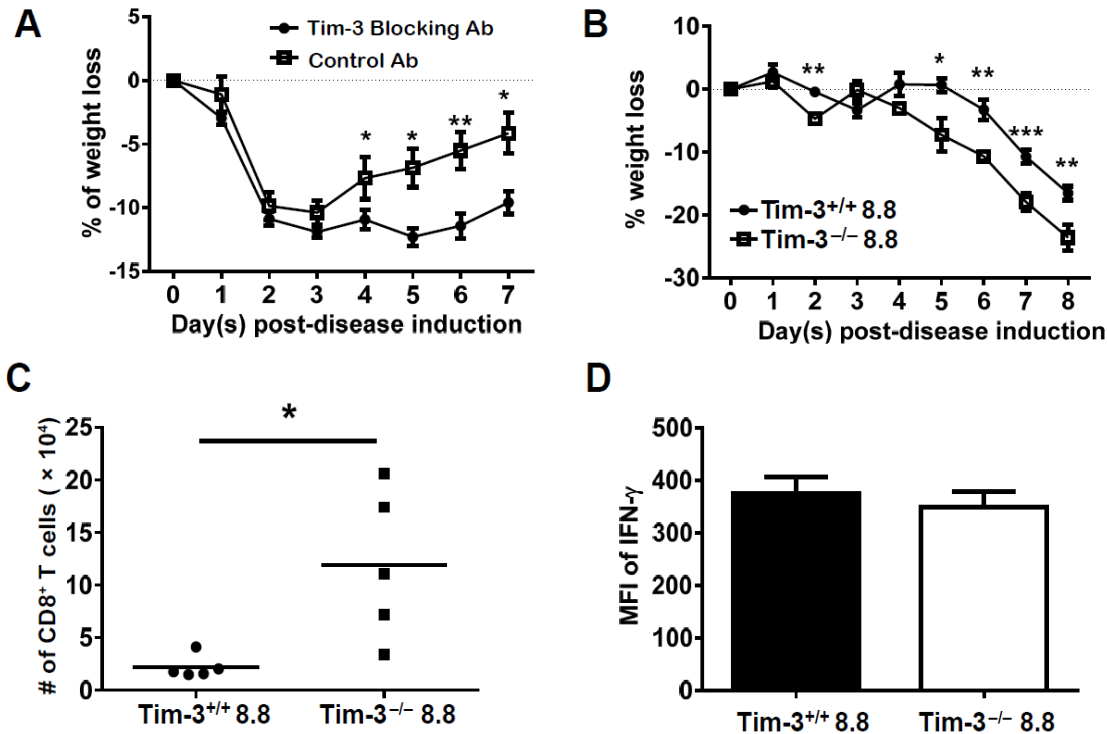 A
Tim-3 Blocking Ab
Control Ab
% of weight loss
5
0
-5
-10
-15
*
*
**
*
0 1 2 3 4 5 6 7
Day(s) post-disease induction
B
% weight loss
10
0
-10
-20
-30
**
*
**
***
**
Tim-3+/+ 8.8
Tim-3−/− 8.8
0 1 2 3 4 5 6 7 8
Day(s) post-disease induction
C
# of CD8+ T cells ( × 10⁴)
25
20
15
10
5
0
*
Tim-3+/+ 8.8 Tim-3−/− 8.8
D
MFI of IFN-γ
500
400
300
200
100
0
Tim-3+/+ 8.8 Tim-3−/− 8.8